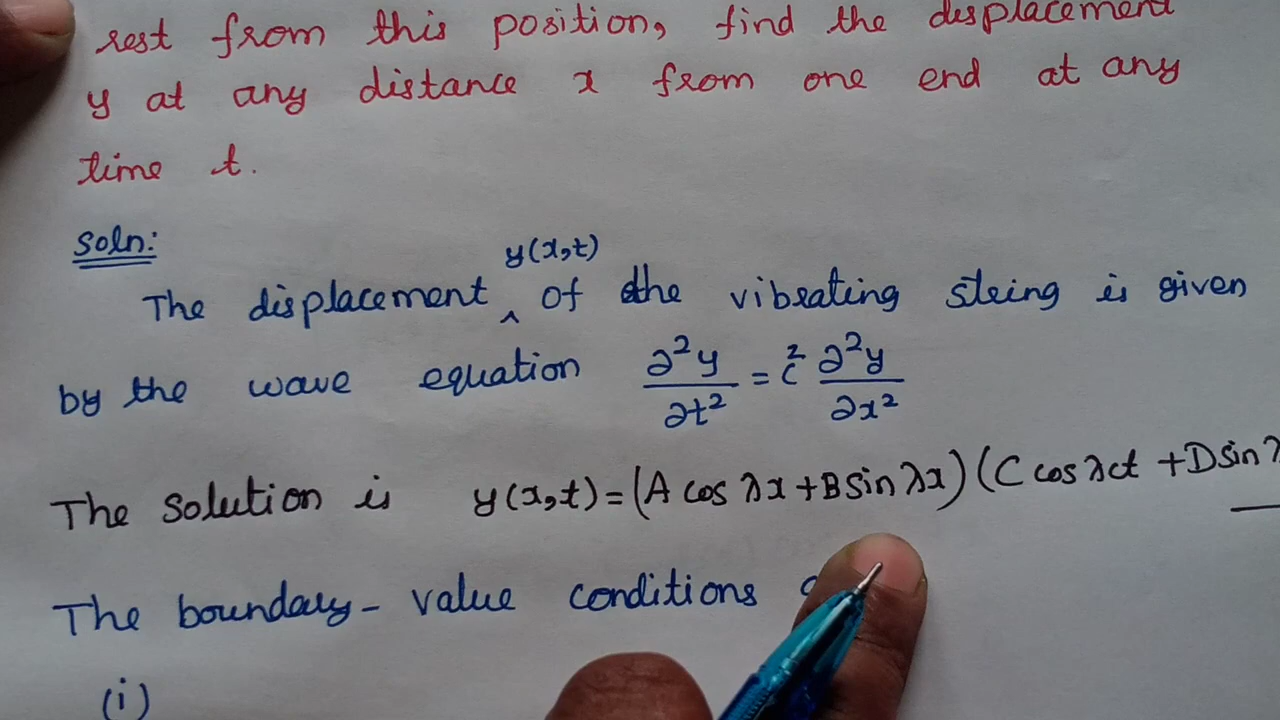 rest from this position, find the displacement
y at any distance x from one end at any
time t.
Soln:
y(x,t)
The displacement ^ of the vibrating string is given
by the wave equation ∂²y/∂t² = c² ∂²y/∂x²
The solution is y(x,t) = (A cos λx + B sin λx) (C cos λct + D sin λ
The boundary - value conditions
(i)